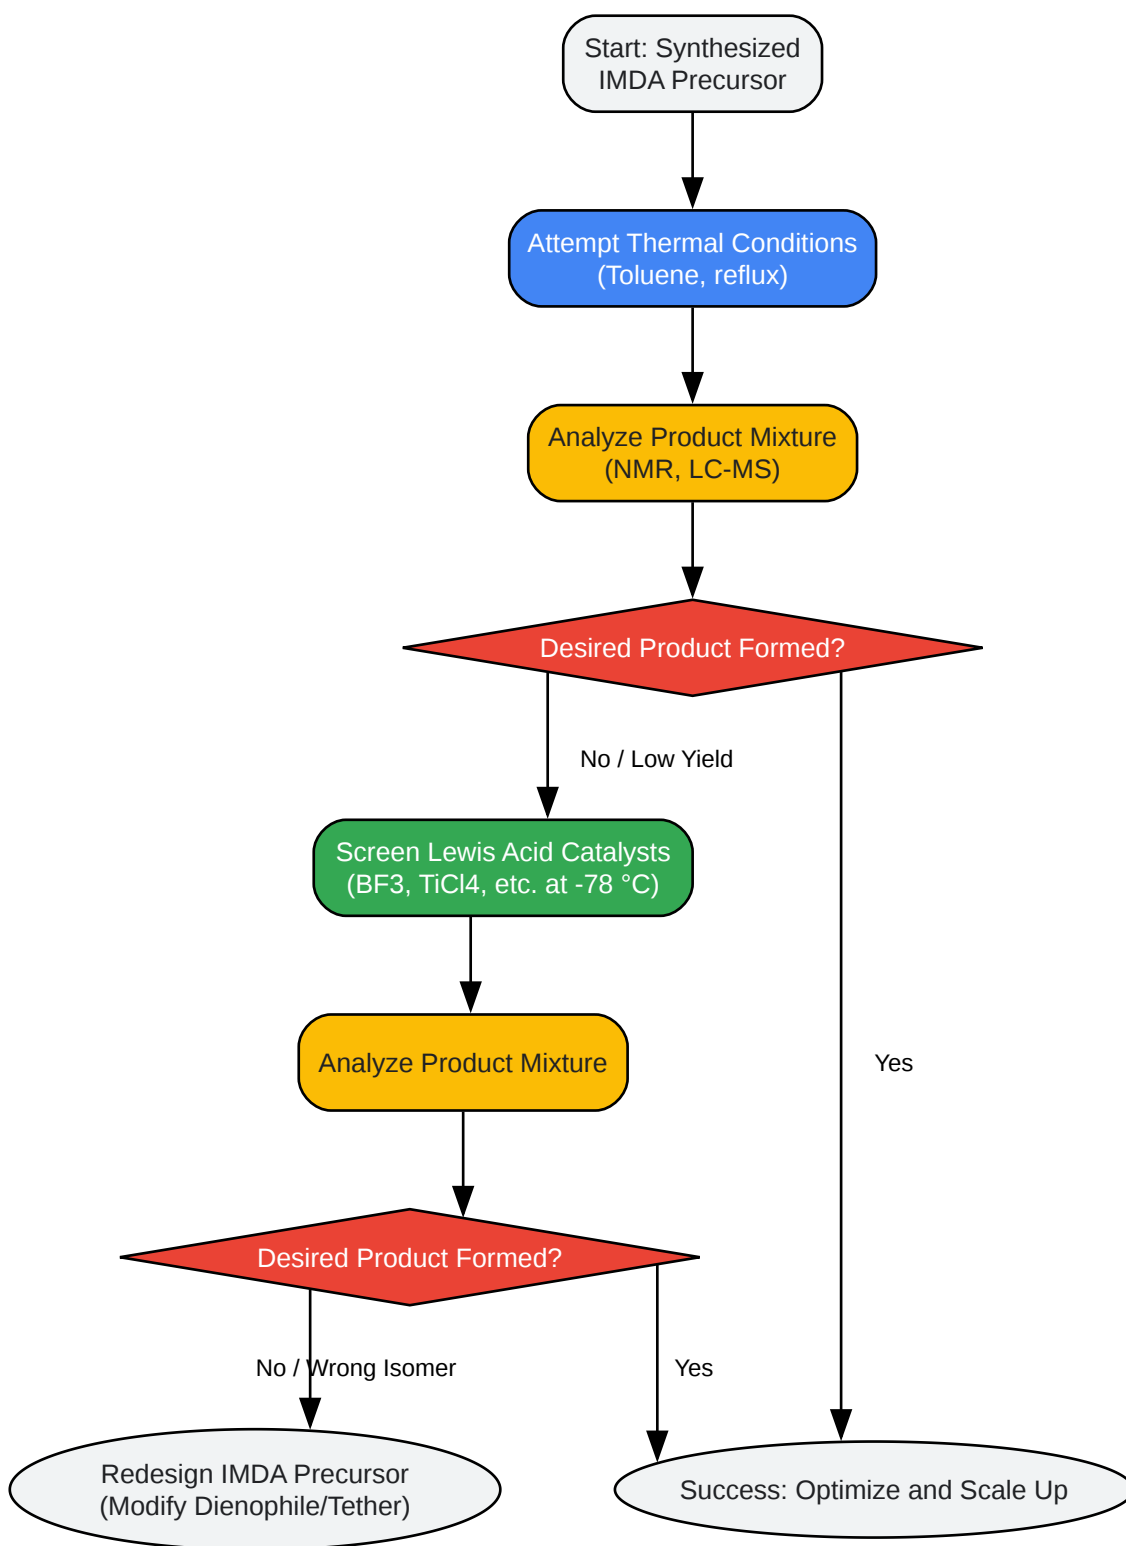 Start: Synthesized
IMDA Precursor
Attempt Thermal Conditions
(Toluene, reflux)
Analyze Product Mixture
(NMR, LC-MS)
Desired Product Formed?
No / Low Yield
Screen Lewis Acid Catalysts
(BF3, TiCl4, etc. at -78 °C)
Analyze Product Mixture
Yes
Desired Product Formed?
No / Wrong Isomer
Yes
Redesign IMDA Precursor
(Modify Dienophile/Tether)
Success: Optimize and Scale Up